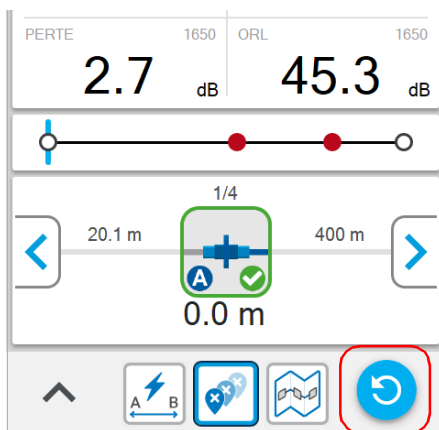 PERTE 1650 ORL 1650
2.7 dB 45.3 dB
1/4
20.1 m 400 m
A
0.0 m
A B